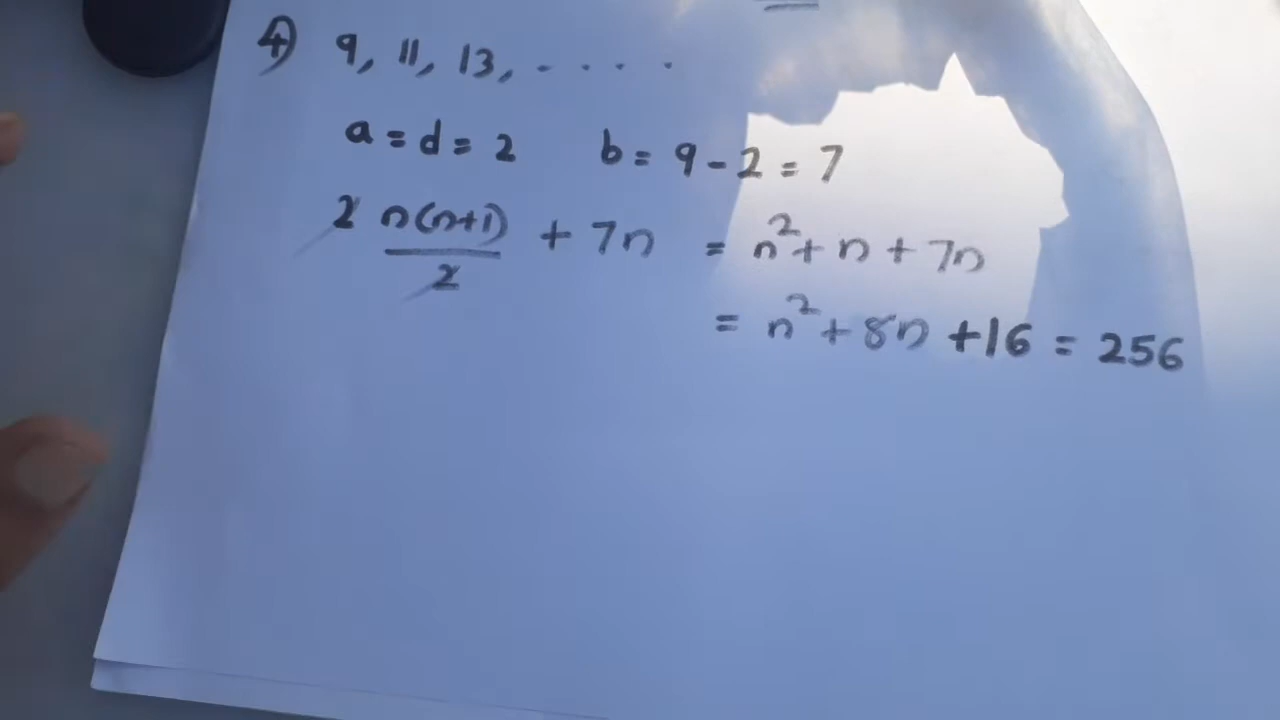 ④ 9, 11, 13, - . . . .
a = d = 2 b = 9 - 2 = 7
2 n(n+1)/2 + 7n = n² + n + 7n
= n² + 8n + 16 = 256